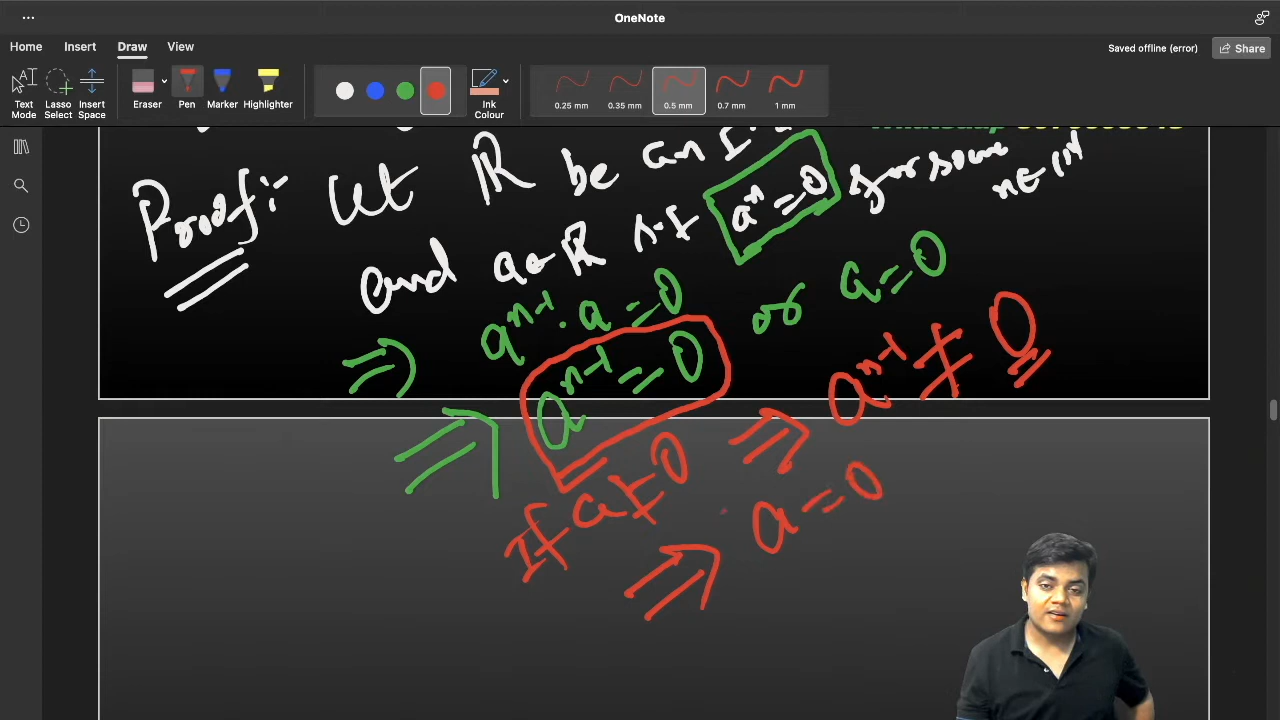 OneNote
Home Insert Draw View
Saved offline (error) Share
Text Mode Lasso Select Insert Space Eraser Pen Marker Highlighter Ink Colour 0.25 mm 0.35 mm 0.5 mm 0.7 mm 1 mm
Proof: Let ℝ be an I.
and a∈ℝ s.t aⁿ = 0 for some n∈ℕ
⇒ aⁿ⁻¹·a = 0
⇒ aⁿ⁻¹ = 0 or a = 0
If a ≠ 0 ⇒ aⁿ⁻¹ ≠ 0
⇒ a = 0